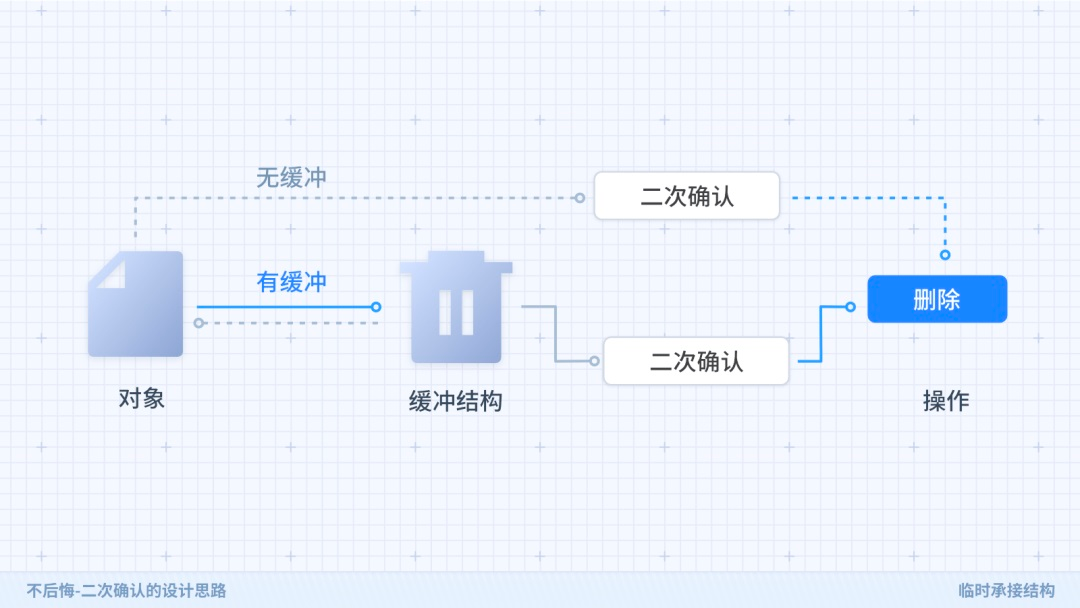 无缓冲
二次确认
有缓冲
删除
二次确认
对象
缓冲结构
操作
不后悔-二次确认的设计思路
临时承接结构